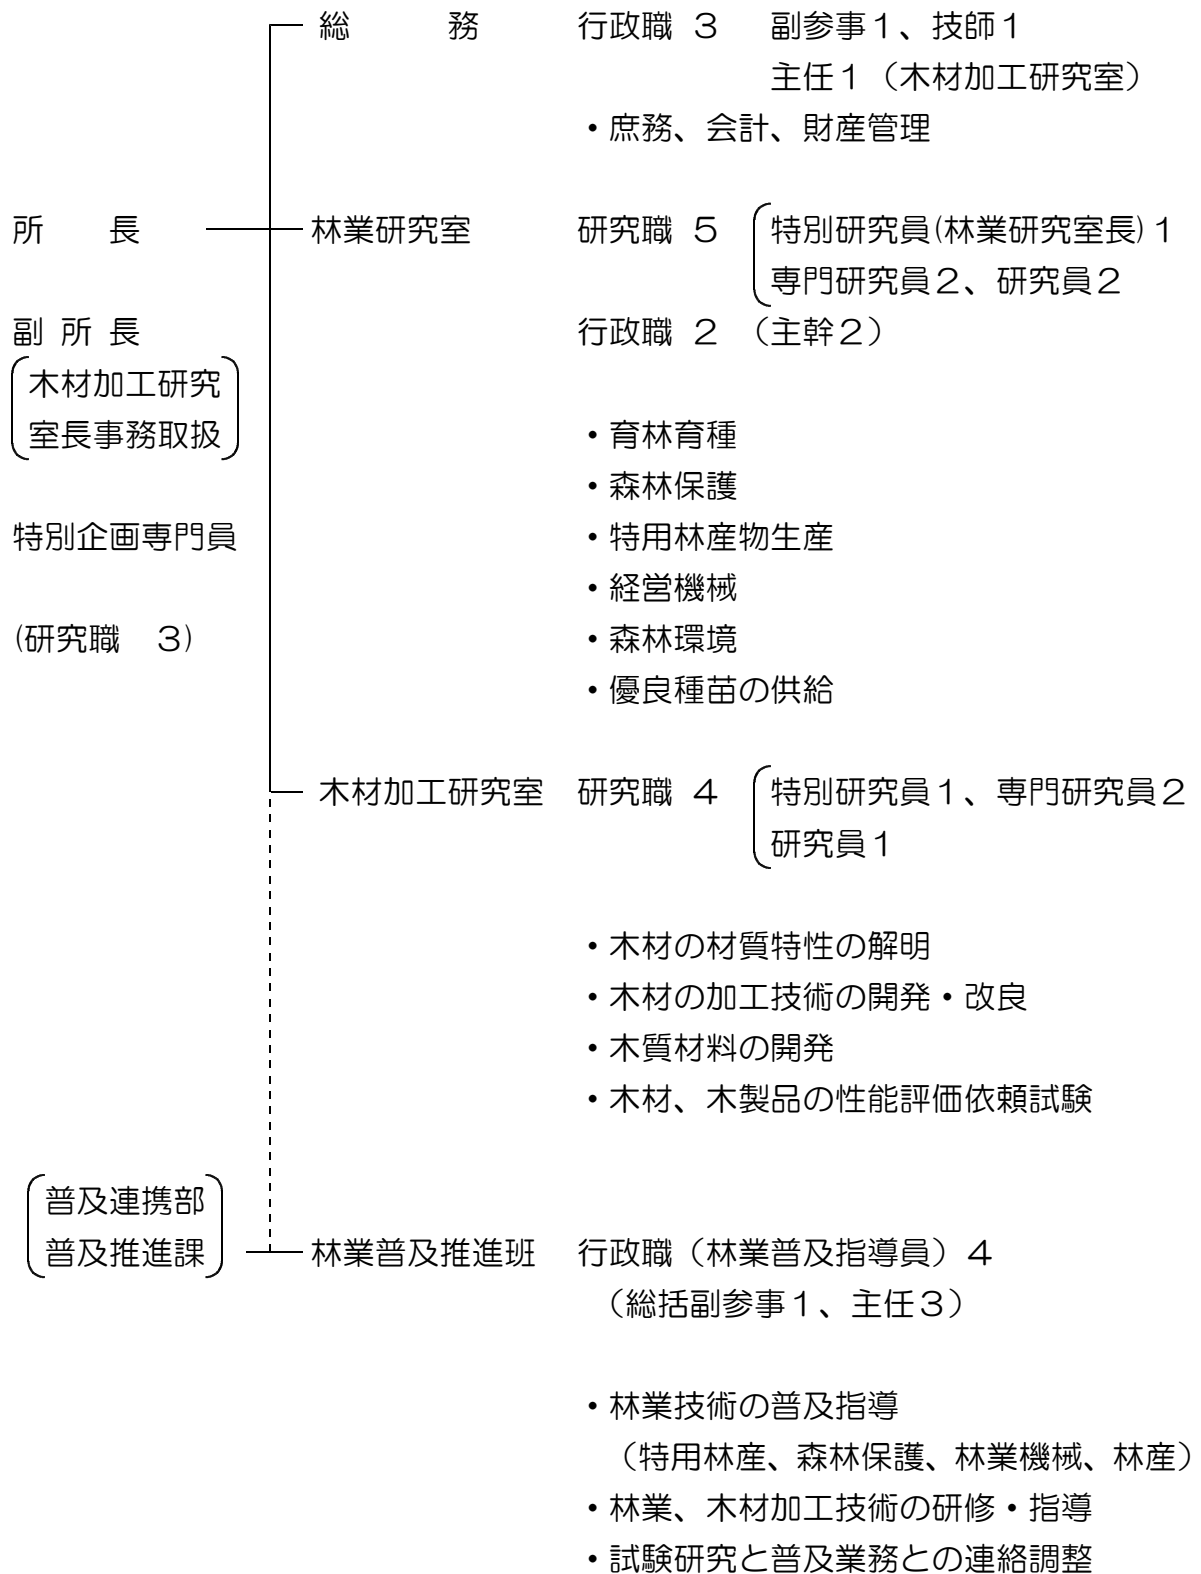 総　務　行政職 ３　副参事１、技師１
主任１（木材加工研究室）
・庶務、会計、財産管理
所　長　林業研究室　研究職 ５　特別研究員(林業研究室長)１
専門研究員２、研究員２
副 所 長　行政職 ２ （主幹２）
木材加工研究
室長事務取扱　・育林育種
・森林保護
特別企画専門員　・特用林産物生産
・経営機械
(研究職　３)　・森林環境
・優良種苗の供給
木材加工研究室　研究職 ４　特別研究員１、専門研究員２
研究員１
・木材の材質特性の解明
・木材の加工技術の開発・改良
・木質材料の開発
・木材、木製品の性能評価依頼試験
普及連携部
普及推進課　林業普及推進班　行政職（林業普及指導員）４
（総括副参事１、主任３）
・林業技術の普及指導
（特用林産、森林保護、林業機械、林産）
・林業、木材加工技術の研修・指導
・試験研究と普及業務との連絡調整